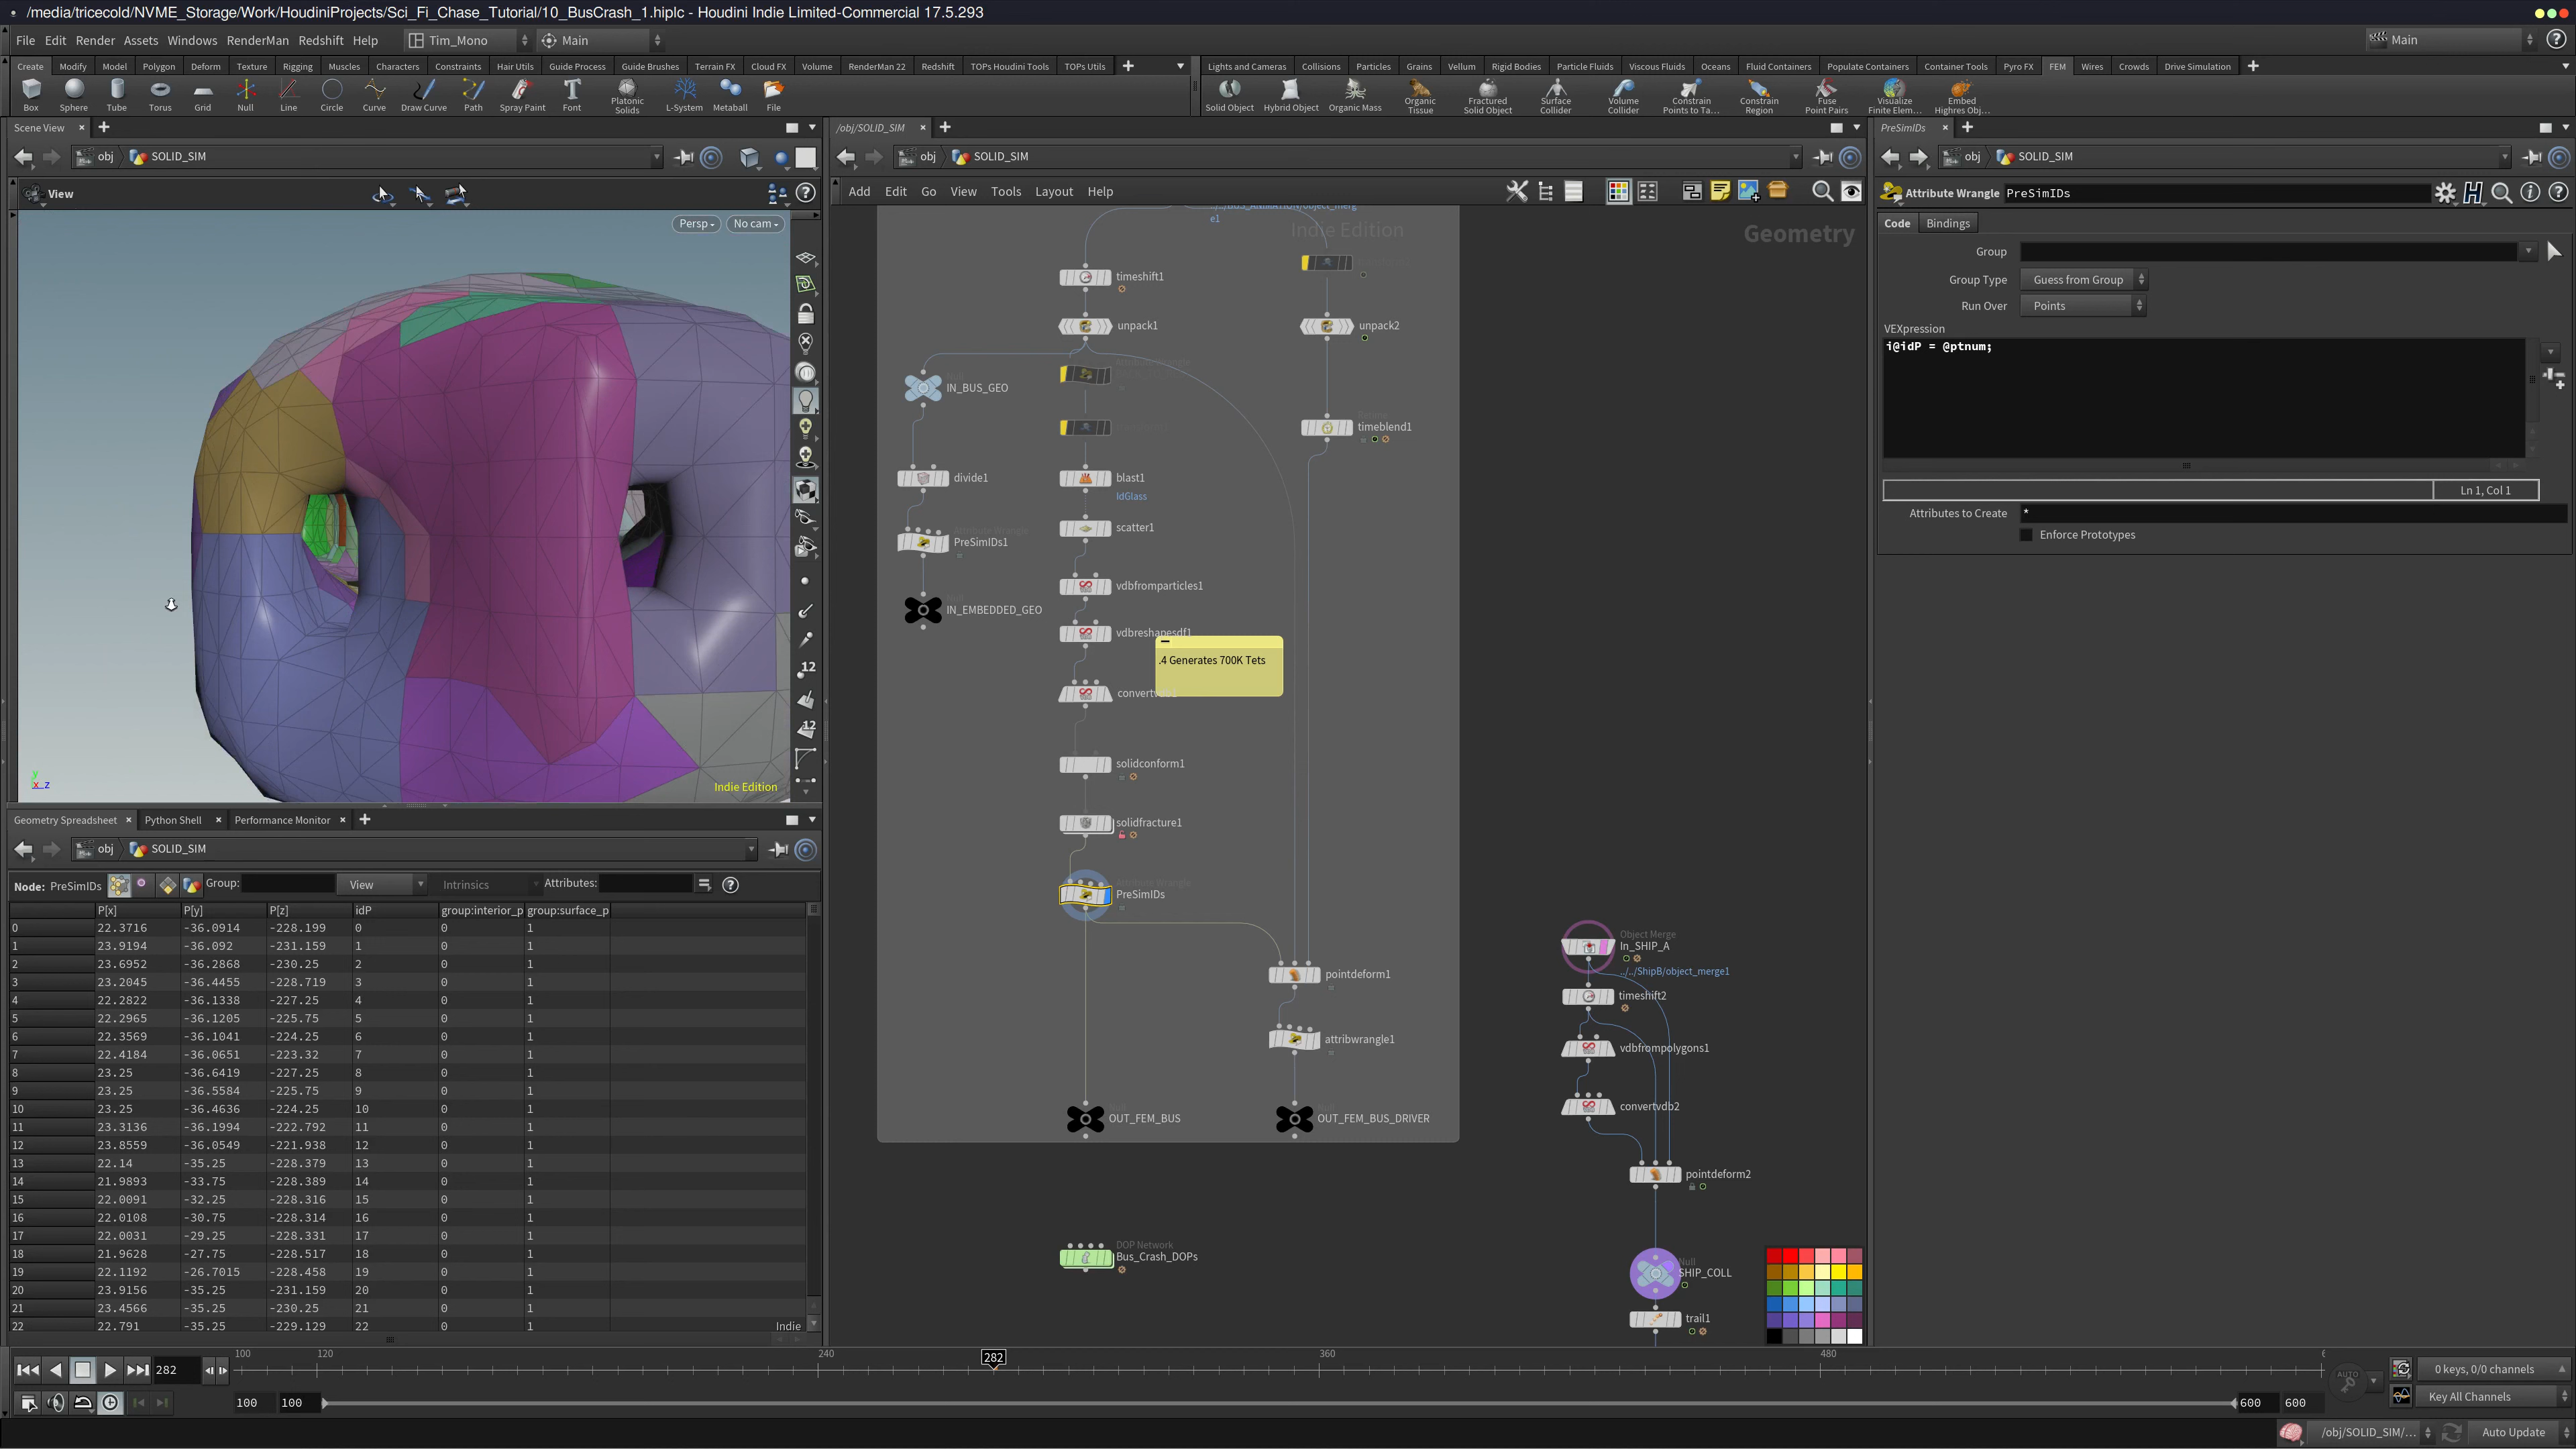 /media/tricecold/NVME_Storage/Work/HoudiniProjects/Sci_Fi_Chase_Tutorial/10_BusCrash_1.hiplc - Houdini Indie Limited-Commercial 17.5.293
File Edit Render Assets Windows RenderMan Redshift Help Tim_Mono Main Main
Create Modify Model Polygon Deform Texture Rigging Muscles Characters Constraints Hair Utils Guide Process Guide Brushes Terrain FX Cloud FX Volume RenderMan 22 Redshift TOPs Houdini Tools TOPs Utils
Lights and Cameras Collisions Particles Grains Vellum Rigid Bodies Particle Fluids Viscous Fluids Oceans Fluid Containers Populate Containers Container Tools Pyro FX FEM Wires Crowds Drive Simulation
Box Sphere Tube Torus Grid Null Line Circle Curve Draw Curve Path Spray Paint Font Platonic Solids L-System Metaball File
Solid Object Hybrid Object Organic Mass Organic Tissue Fractured Solid Object Surface Collider Volume Collider Constrain Points to Ta... Constrain Region Fuse Point Pairs Visualize Finite Elem... Embed Highres Obj...
Scene View
obj SOLID_SIM
View
Persp No cam
12
12
y
x z
Indie Edition
/obj/SOLID_SIM
obj SOLID_SIM
Add Edit Go View Tools Layout Help
e1
Indie Edition
Geometry
timeshift1
unpack1
unpack2
IN_BUS_GEO
timeblend1
divide1
blast1
IdGlass
scatter1
Attribute Wrangle
PreSimIDs1
vdbfromparticles1
IN_EMBEDDED_GEO
vdbreshapesdf1
.4 Generates 700K Tets
solidconform1
solidfracture1
Attribute Wrangle
PreSimIDs
pointdeform1
attribwrangle1
OUT_FEM_BUS
OUT_FEM_BUS_DRIVER
DOP Network
Bus_Crash_DOPs
Object Merge
In_SHIP_A
../../ShipB/object_merge1
timeshift2
vdbfrompolygons1
convertvdb2
pointdeform2
Null
SHIP_COLL
trail1
PreSimIDs
obj SOLID_SIM
Attribute Wrangle PreSimIDs
Code Bindings
Group
Group Type Guess from Group
Run Over Points
VEXpression
i@idP = @ptnum;
Ln 1, Col 1
Attributes to Create *
Enforce Prototypes
Geometry Spreadsheet Python Shell Performance Monitor
obj SOLID_SIM
Node: PreSimIDs Group: View Intrinsics Attributes:
P[x] P[y] P[z] idP group:interior_p group:surface_p
0 22.3716 -36.0914 -228.199 0 0 1
1 23.9194 -36.092 -231.159 1 0 1
2 23.6952 -36.2868 -230.25 2 0 1
3 23.2045 -36.4455 -228.719 3 0 1
4 22.2822 -36.1338 -227.25 4 0 1
5 22.2965 -36.1205 -225.75 5 0 1
6 22.3569 -36.1041 -224.25 6 0 1
7 22.4184 -36.0651 -223.32 7 0 1
8 23.25 -36.6419 -227.25 8 0 1
9 23.25 -36.5584 -225.75 9 0 1
10 23.25 -36.4636 -224.25 10 0 1
11 23.3136 -36.1994 -222.792 11 0 1
12 23.8559 -36.0549 -221.938 12 0 1
13 22.14 -35.25 -228.379 13 0 1
14 21.9893 -33.75 -228.389 14 0 1
15 22.0091 -32.25 -228.316 15 0 1
16 22.0108 -30.75 -228.314 16 0 1
17 22.0031 -29.25 -228.331 17 0 1
18 21.9628 -27.75 -228.517 18 0 1
19 22.1192 -26.7015 -228.458 19 0 1
20 23.9156 -35.25 -231.159 20 0 1
21 23.4566 -35.25 -230.25 21 0 1
22 22.791 -35.25 -229.129 22 0 1
Indie
282 100 120 240 282 360 480
0 keys, 0/0 channels
AUTO
100 100 600 600 Key All Channels
/obj/SOLID_SIM/... Auto Update